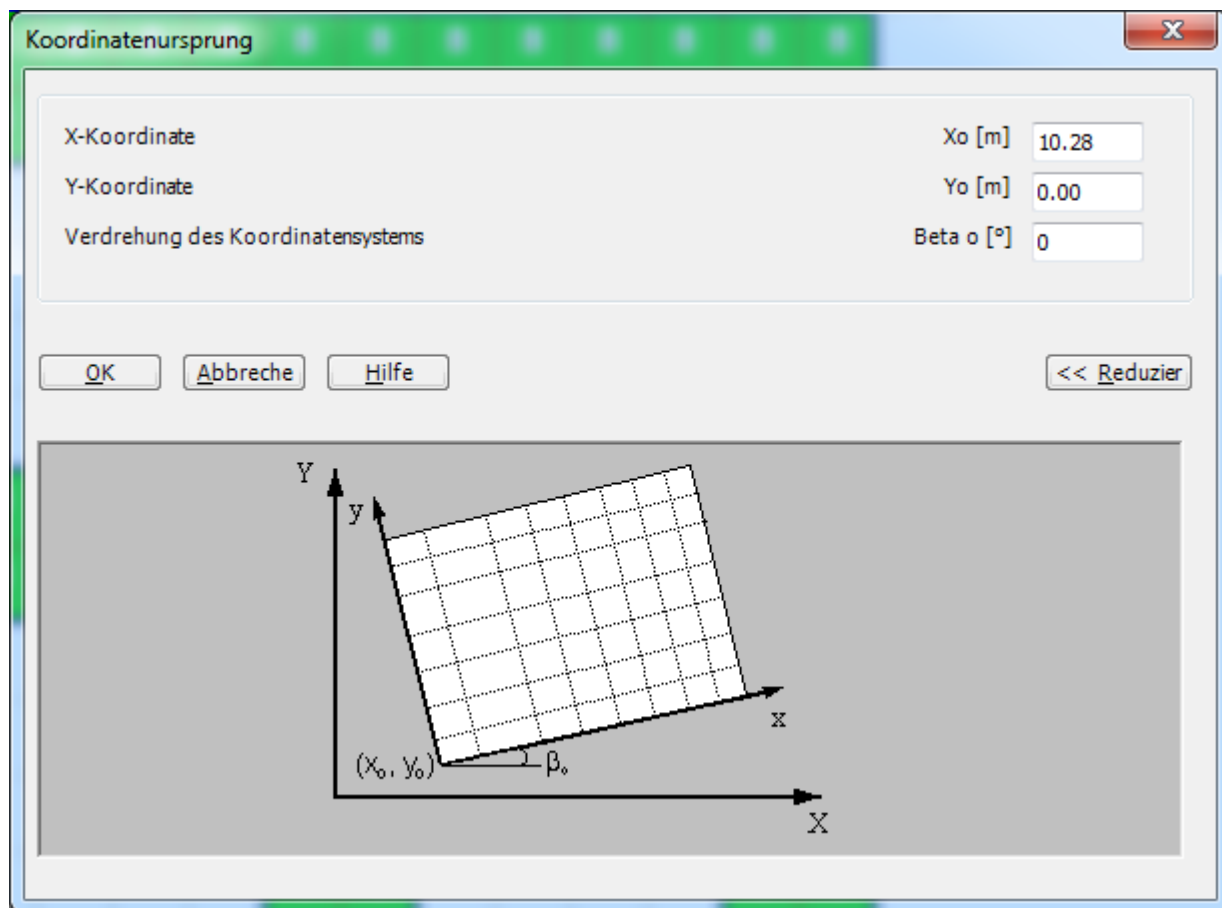 Koordinatenursprung
X-Koordinate Xo [m] 10.28
Y-Koordinate Yo [m] 0.00
Verdrehung des Koordinatensystems Beta o [°] 0
OK Abbreche Hilfe << Reduzier
Y
y
x
(x₀, y₀) β₀
X